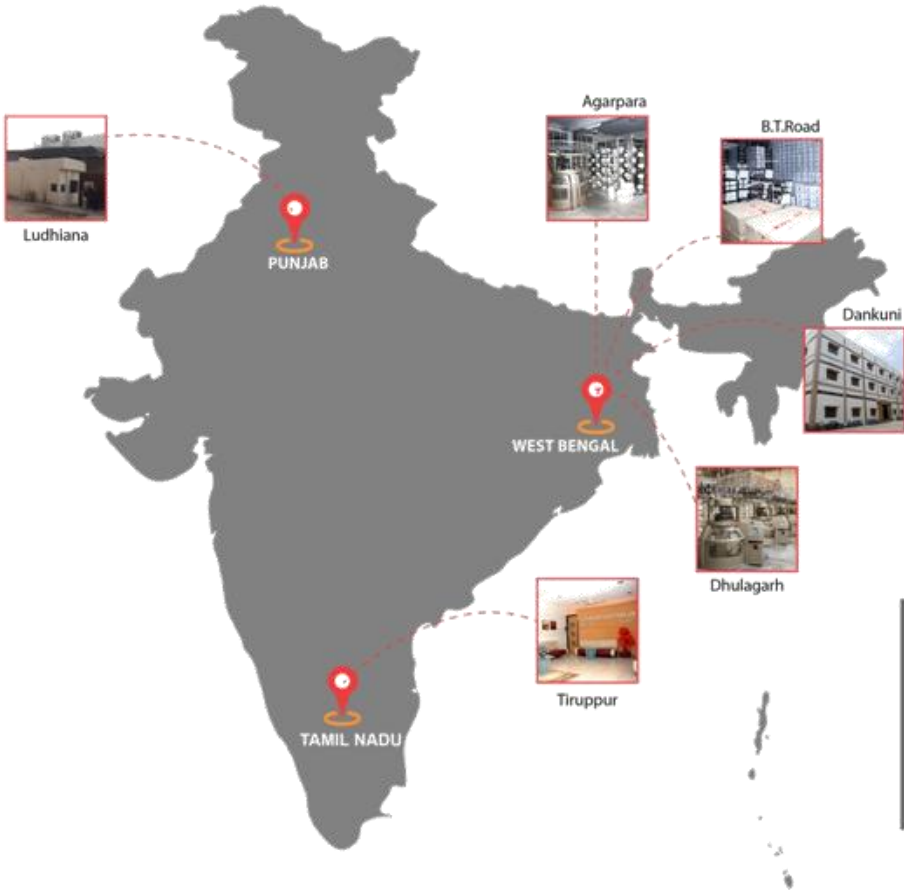 Agarpara
B.T.Road
Ludhiana
PUNJAB
Dankuni
WEST BENGAL
Dhulagarh
Tiruppur
TAMIL NADU